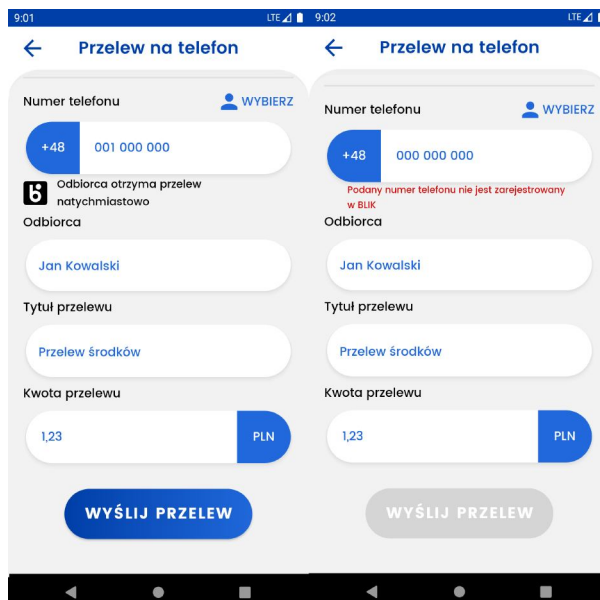 9:01
LTE
Przelew na telefon
Numer telefonu
WYBIERZ
+48
001 000 000
Odbiorca otrzyma przelew
natychmiastowo
Odbiorca
Jan Kowalski
Tytuł przelewu
Przelew środków
Kwota przelewu
1,23
PLN
WYŚLIJ PRZELEW
9:02
LTE
Przelew na telefon
Numer telefonu
WYBIERZ
+48
000 000 000
Podany numer telefonu nie jest zarejestrowany
w BLIK
Odbiorca
Jan Kowalski
Tytuł przelewu
Przelew środków
Kwota przelewu
1,23
PLN
WYŚLIJ PRZELEW